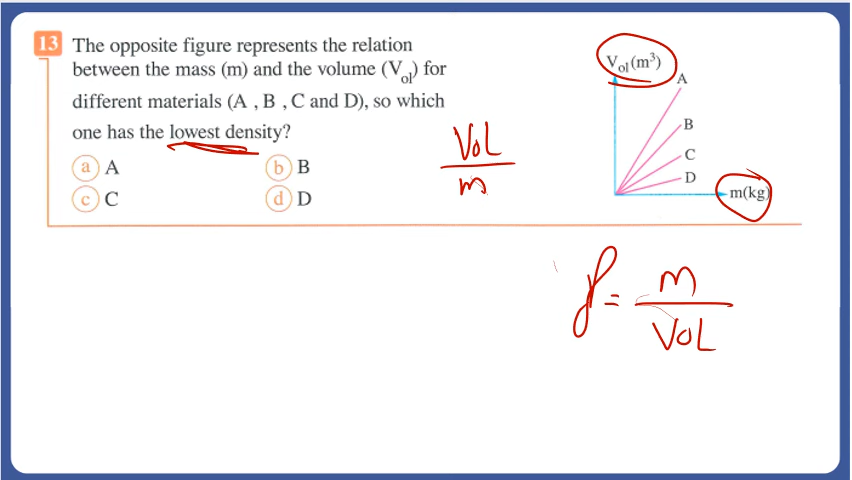 13 The opposite figure represents the relation
between the mass (m) and the volume (Vol) for
different materials (A , B , C and D), so which
one has the lowest density?
a A
b B
c C
d D
Vol(m³)
A
B
C
D
m(kg)
VOL
m
ρ = m
VOL